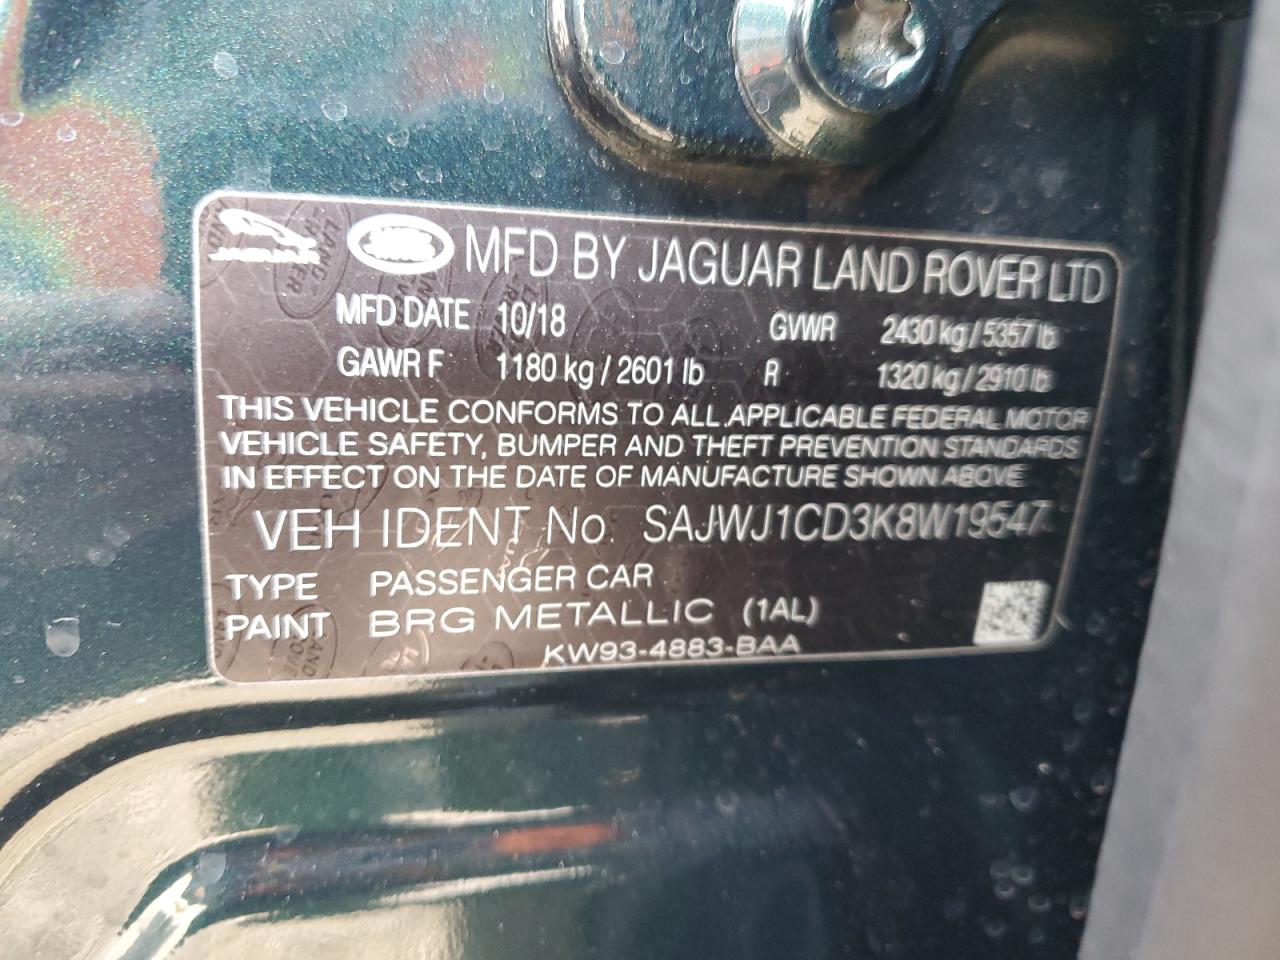 MFD BY JAGUAR LAND ROVER LTD
MFD DATE 10/18 GVWR 2430 kg / 5357 lb
GAWR F 1180 kg / 2601 lb R 1320 kg / 2910 lb
THIS VEHICLE CONFORMS TO ALL APPLICABLE FEDERAL MOTOR
VEHICLE SAFETY, BUMPER AND THEFT PREVENTION STANDARDS
IN EFFECT ON THE DATE OF MANUFACTURE SHOWN ABOVE
VEH IDENT No. SAJWJ1CD3K8W19547
TYPE PASSENGER CAR
PAINT BRG METALLIC (1AL)
KW93-4883-BAA